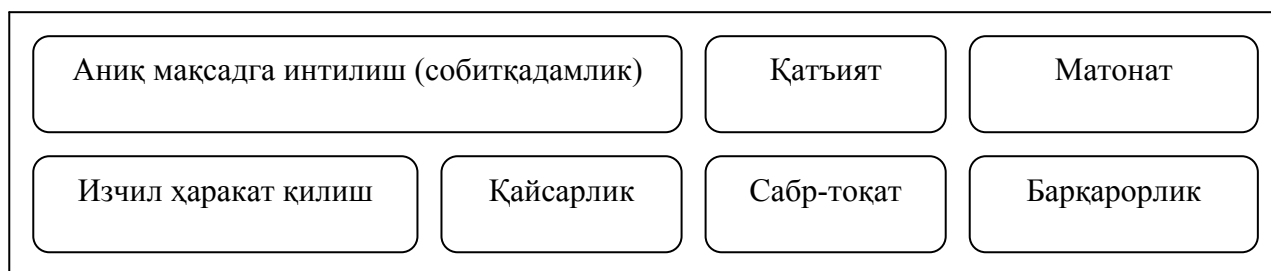 Аниқ мақсадга интилиш (собитқадамлик)
Қатъият
Матонат
Изчил ҳаракат қилиш
Қайсарлик
Сабр-тоқат
Барқарорлик